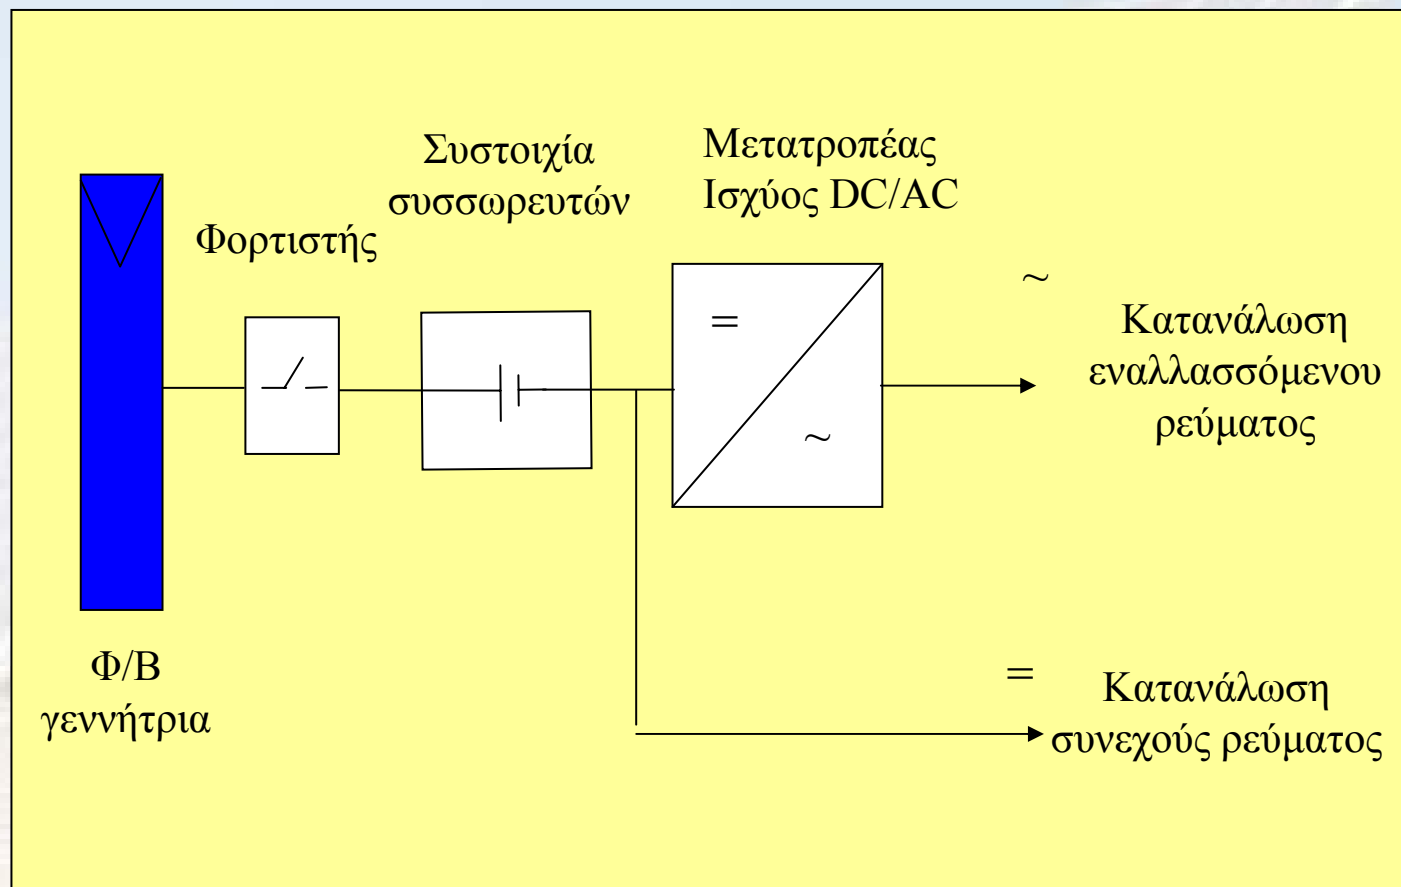 Συστοιχία
συσσωρευτών
Μετατροπέας
Ισχύος DC/AC
Φορτιστής
=
~
~
Κατανάλωση
εναλλασσόμενου
ρεύματος
Φ/Β
γεννήτρια
=
Κατανάλωση
συνεχούς ρεύματος